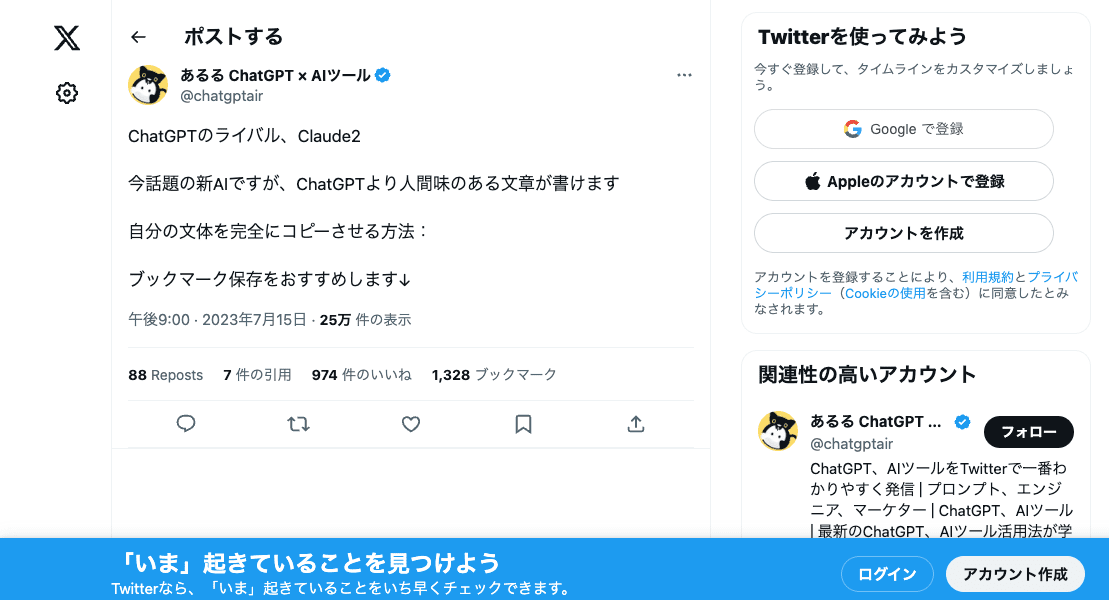 ポストする
あるる ChatGPT × AIツール
@chatgptair
ChatGPTのライバル、Claude2
今話題の新AIですが、ChatGPTより人間味のある文章が書けます
自分の文体を完全にコピーさせる方法：
ブックマーク保存をおすすめします↓
午後9:00 · 2023年7月15日 · 25万 件の表示
88 Reposts 7 件の引用 974 件のいいね 1,328 ブックマーク
Twitterを使ってみよう
今すぐ登録して、タイムラインをカスタマイズしましょ
う。
Google で登録
Appleのアカウントで登録
アカウントを作成
アカウントを登録することにより、利用規約とプライバ
シーポリシー（Cookieの使用を含む）に同意したとみ
なされます。
関連性の高いアカウント
あるる ChatGPT ...
@chatgptair
フォロー
ChatGPT、AIツールをTwitterで一番わ
かりやすく発信 | プロンプト、エンジ
ニア、マーケター | ChatGPT、AIツール
| 最新のChatGPT、AIツール活用法が学
「いま」起きていることを見つけよう
Twitterなら、「いま」起きていることをいち早くチェックできます。
ログイン
アカウント作成